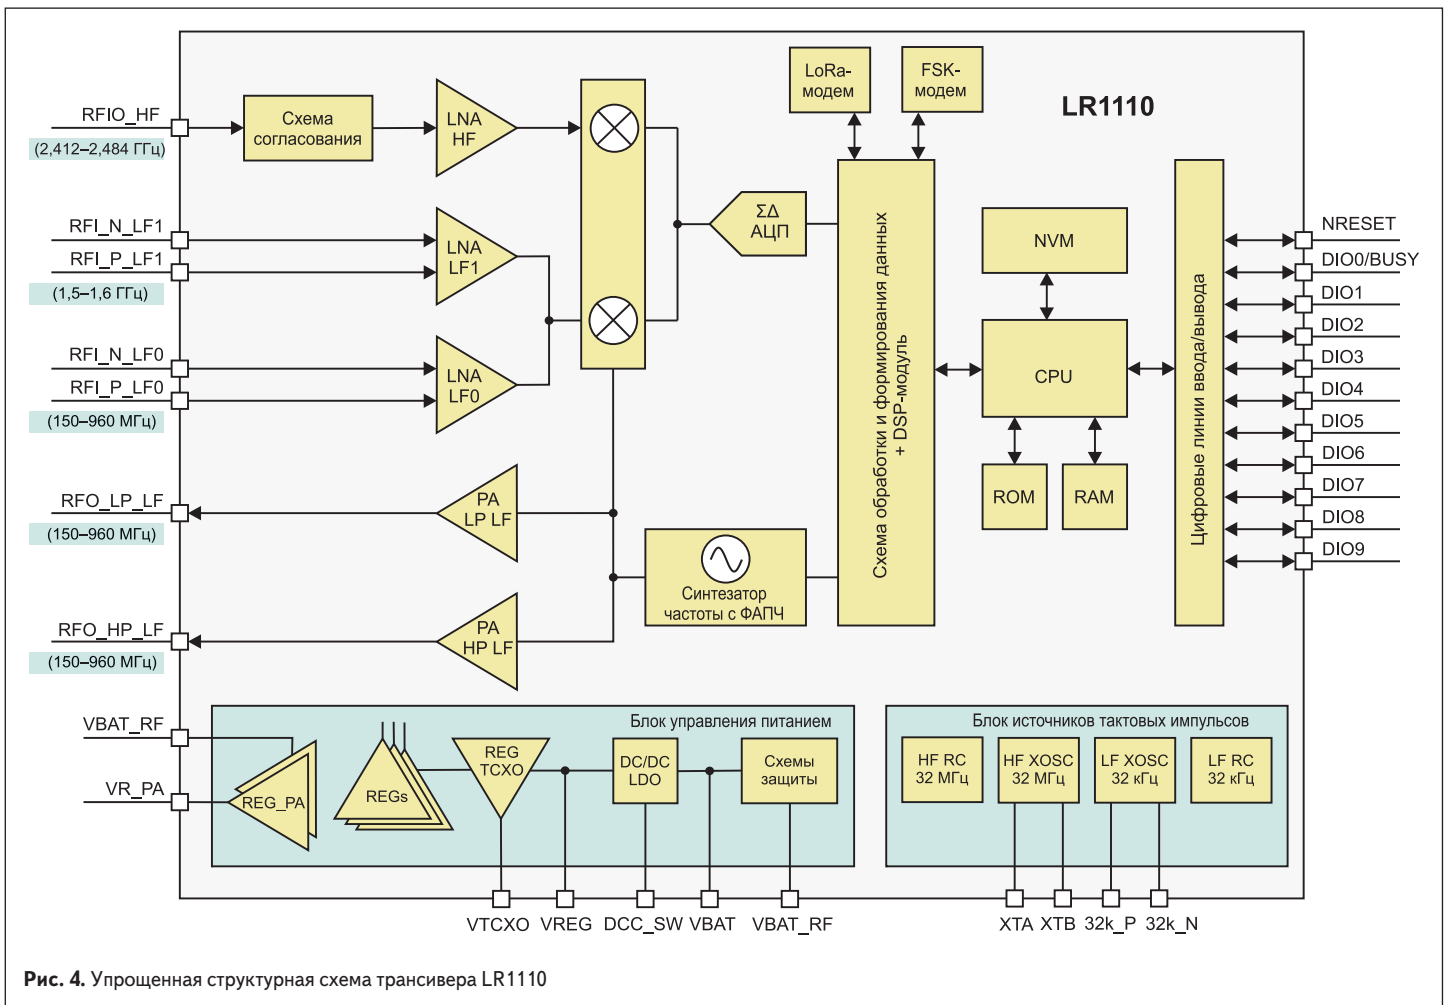 LR1110
RFIO_HF
(2,412–2,484 ГГц)
Схема
согласования
LNA
HF
LoRa-
модем
FSK-
модем
RFI_N_LF1
RFI_P_LF1
(1,5–1,6 ГГц)
LNA
LF1
ΣΔ
АЦП
RFI_N_LF0
RFI_P_LF0
(150–960 МГц)
LNA
LF0
Схема обработки и формирования данных
+ DSP-модуль
NVM
CPU
ROM
RAM
Цифровые линии ввода/вывода
NRESET
DIO0/BUSY
DIO1
DIO2
DIO3
DIO4
DIO5
DIO6
DIO7
DIO8
DIO9
RFO_LP_LF
(150–960 МГц)
PA
LP LF
Синтезатор
частоты с ФАПЧ
RFO_HP_LF
(150–960 МГц)
PA
HP LF
VBAT_RF
VR_PA
Блок управления питанием
REG_PA
REGs
REG
TCXO
DC/DC
LDO
Схемы
защиты
Блок источников тактовых импульсов
HF RC
32 МГц
HF XOSC
32 МГц
LF XOSC
32 кГц
LF RC
32 кГц
VTCXO
VREG
DCC_SW
VBAT
VBAT_RF
XTA
XTB
32k_P
32k_N
Рис. 4. Упрощенная структурная схема трансивера LR1110